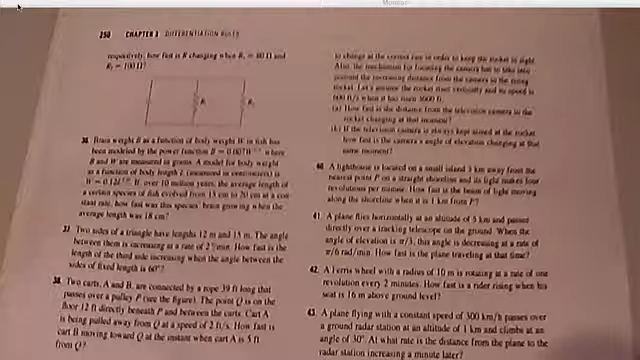 250 CHAPTER 3 DIFFERENTIATION RULES
respectively, how fast is R changing when R₁ = 80 Ω and
R₂ = 100 Ω?
R₁
R₂
36. Brain weight B as a function of body weight W in fish has
been modeled by the power function B = 0.007W²ᐟ³, where
B and W are measured in grams. A model for body weight
as a function of body length L (measured in centimeters) is
W = 0.12L²·⁵³. If, over 10 million years, the average length of
a certain species of fish evolved from 15 cm to 20 cm at a con-
stant rate, how fast was this species' brain growing when the
average length was 18 cm?
37. Two sides of a triangle have lengths 12 m and 15 m. The angle
between them is increasing at a rate of 2°/min. How fast is the
length of the third side increasing when the angle between the
sides of fixed length is 60°?
38. Two carts, A and B, are connected by a rope 39 ft long that
passes over a pulley P (see the figure). The point Q is on the
floor 12 ft directly beneath P and between the carts. Cart A
is being pulled away from Q at a speed of 2 ft/s. How fast is
cart B moving toward Q at the instant when cart A is 5 ft
from Q?
to change at the correct rate in order to keep the rocket in sight.
Also, the mechanism for focusing the camera has to take into
account the increasing distance from the camera to the rising
rocket. Let's assume the rocket rises vertically and its speed is
600 ft/s when it has risen 3000 ft.
(a) How fast is the distance from the television camera to the
rocket changing at that moment?
(b) If the television camera is always kept aimed at the rocket,
how fast is the camera's angle of elevation changing at that
same moment?
40. A lighthouse is located on a small island 3 km away from the
nearest point P on a straight shoreline and its light makes four
revolutions per minute. How fast is the beam of light moving
along the shoreline when it is 1 km from P?
41. A plane flies horizontally at an altitude of 5 km and passes
directly over a tracking telescope on the ground. When the
angle of elevation is π/3, this angle is decreasing at a rate of
π/6 rad/min. How fast is the plane traveling at that time?
42. A Ferris wheel with a radius of 10 m is rotating at a rate of one
revolution every 2 minutes. How fast is a rider rising when his
seat is 16 m above ground level?
43. A plane flying with a constant speed of 300 km/h passes over
a ground radar station at an altitude of 1 km and climbs at an
angle of 30°. At what rate is the distance from the plane to the
radar station increasing a minute later?